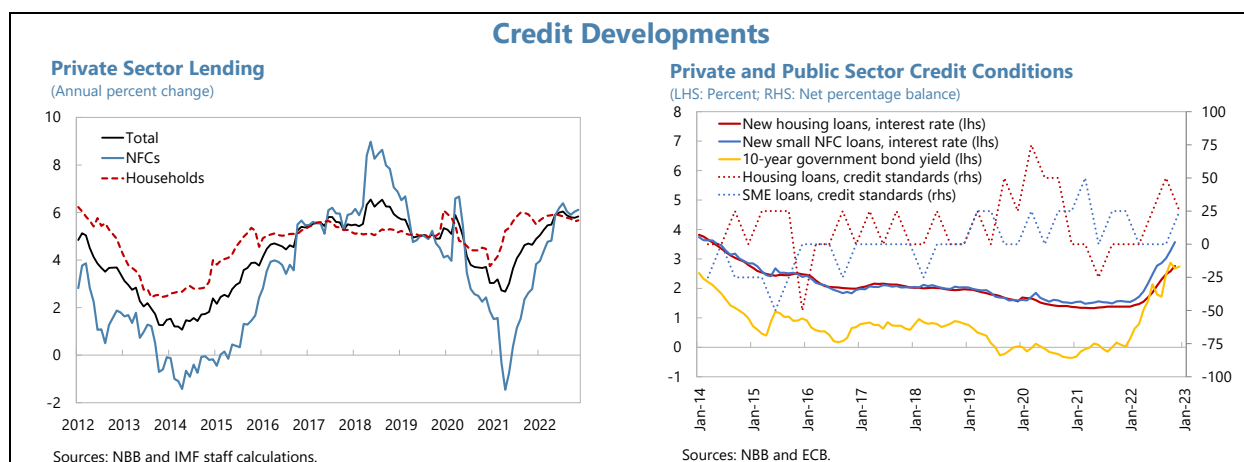 Credit Developments
Private Sector Lending
(Annual percent change)
10
8
6
4
2
0
-2
Total
NFCs
Households
2012 2013 2014 2015 2016 2017 2018 2019 2020 2021 2022
Sources: NBB and IMF staff calculations.
Private and Public Sector Credit Conditions
(LHS: Percent; RHS: Net percentage balance)
8
7
6
5
4
3
2
1
0
-1
New housing loans, interest rate (lhs)
New small NFC loans, interest rate (lhs)
10-year government bond yield (lhs)
Housing loans, credit standards (rhs)
SME loans, credit standards (rhs)
100
75
50
25
0
-25
-50
-75
-100
Jan-14
Jan-15
Jan-16
Jan-17
Jan-18
Jan-19
Jan-20
Jan-21
Jan-22
Jan-23
Sources: NBB and ECB.